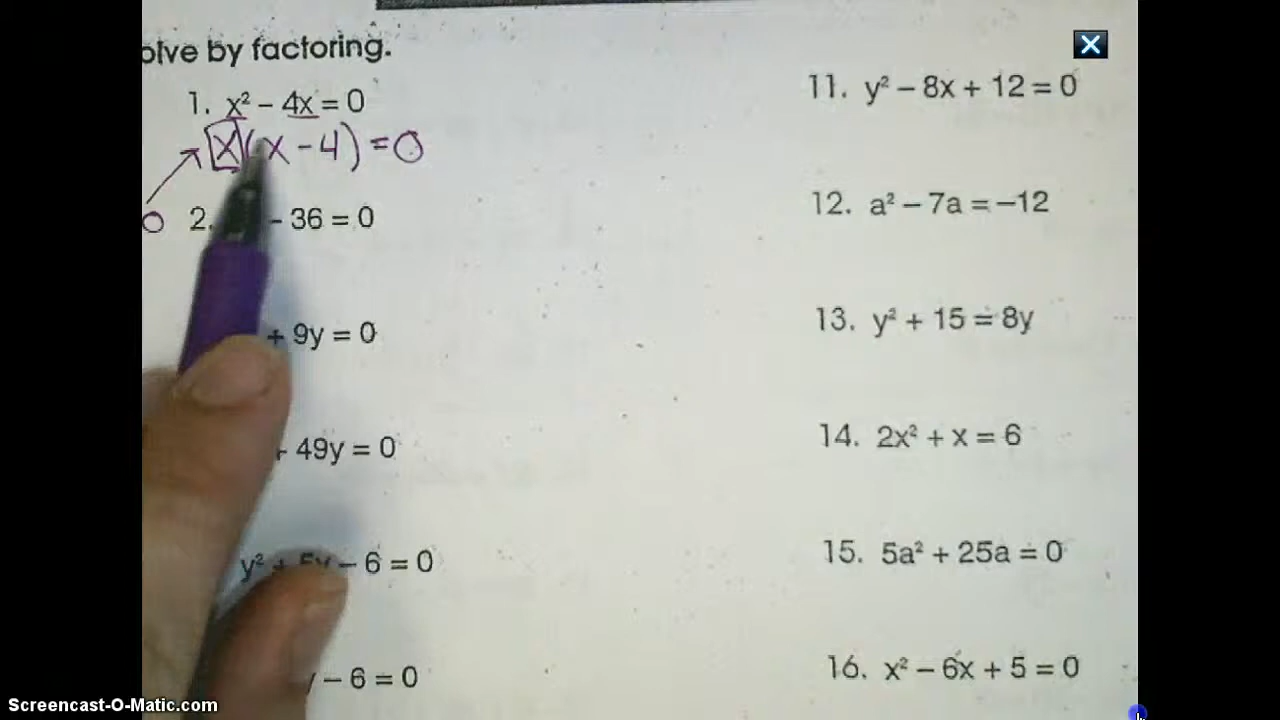 olve by factoring.
1. x² – 4x = 0
x(x – 4) = 0
0
2. – 36 = 0
+ 9y = 0
49y = 0
y² + 5y – 6 = 0
y – 6 = 0
11. y² – 8x + 12 = 0
12. a² – 7a = –12
13. y² + 15 = 8y
14. 2x² + x = 6
15. 5a² + 25a = 0
16. x² – 6x + 5 = 0
Screencast-O-Matic.com